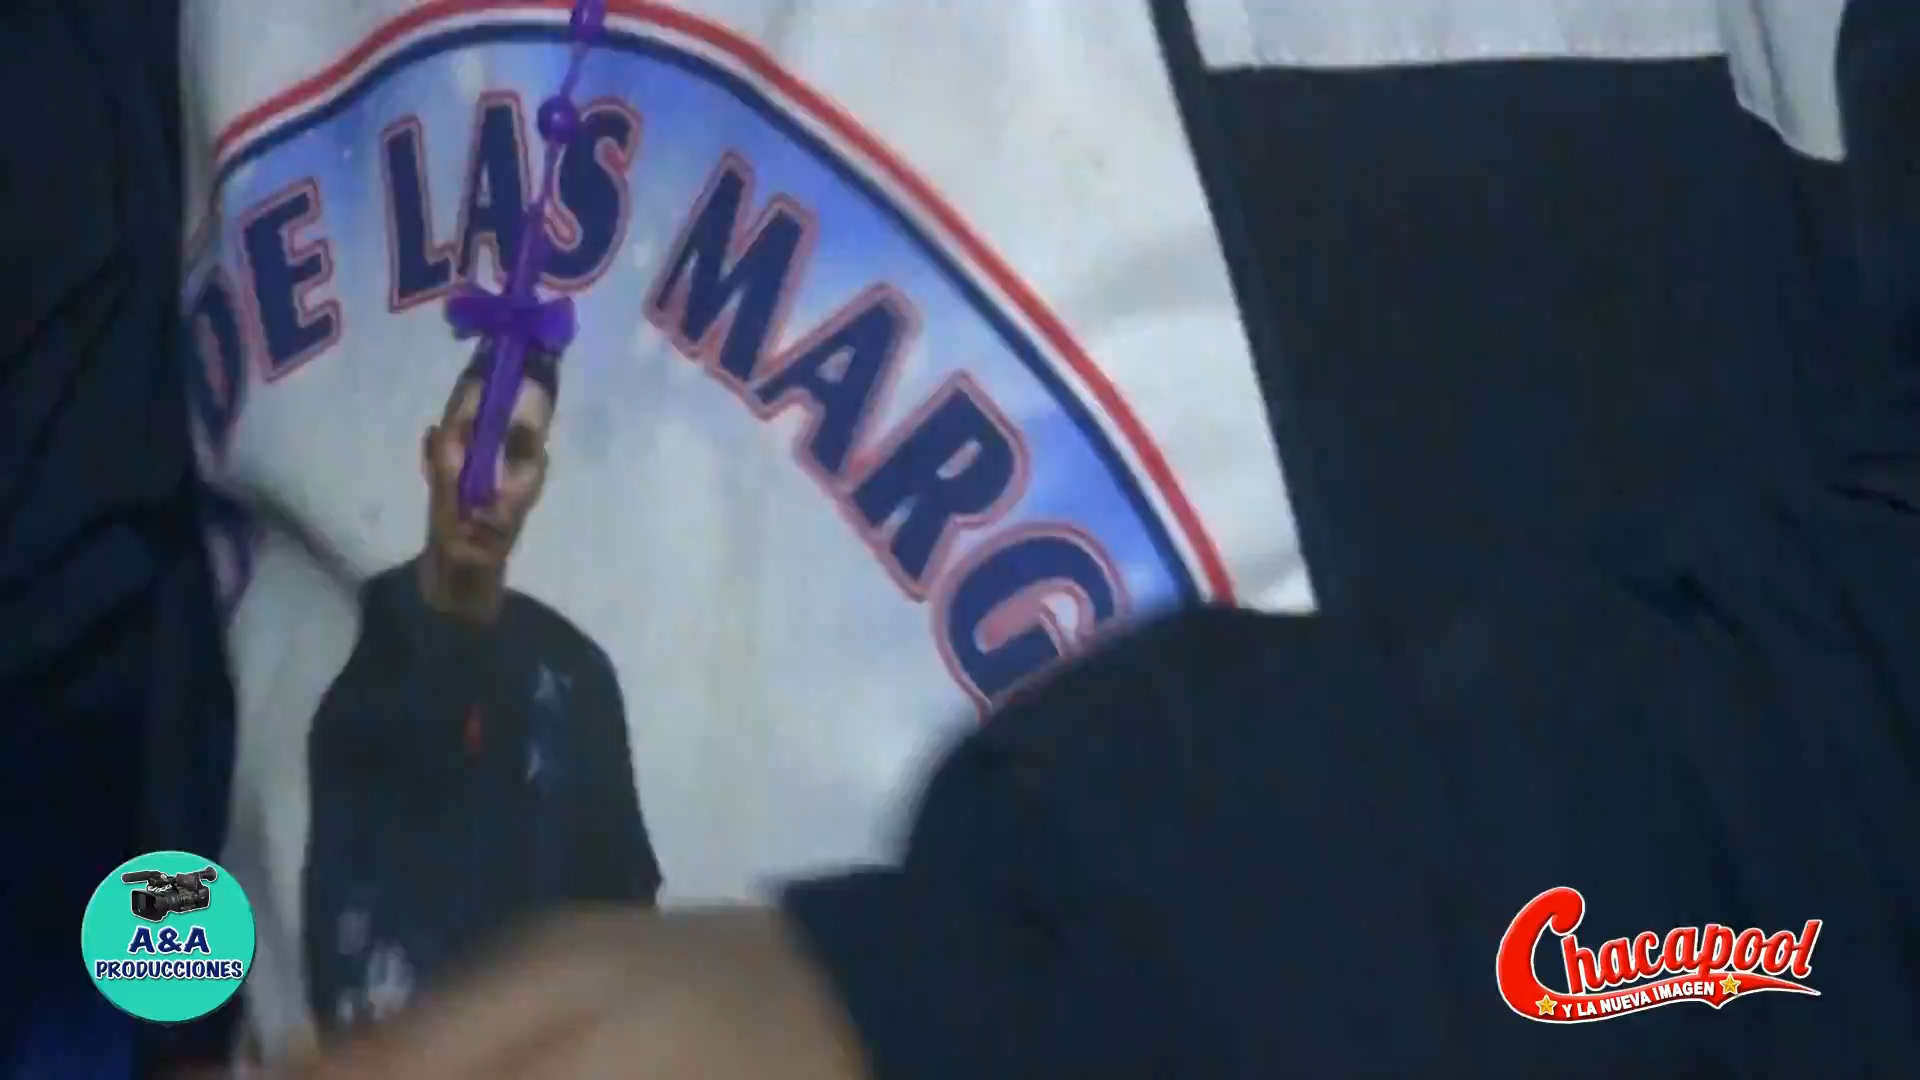 DE LAS MARG
A&A
PRODUCCIONES
Chacapool
Y LA NUEVA IMAGEN